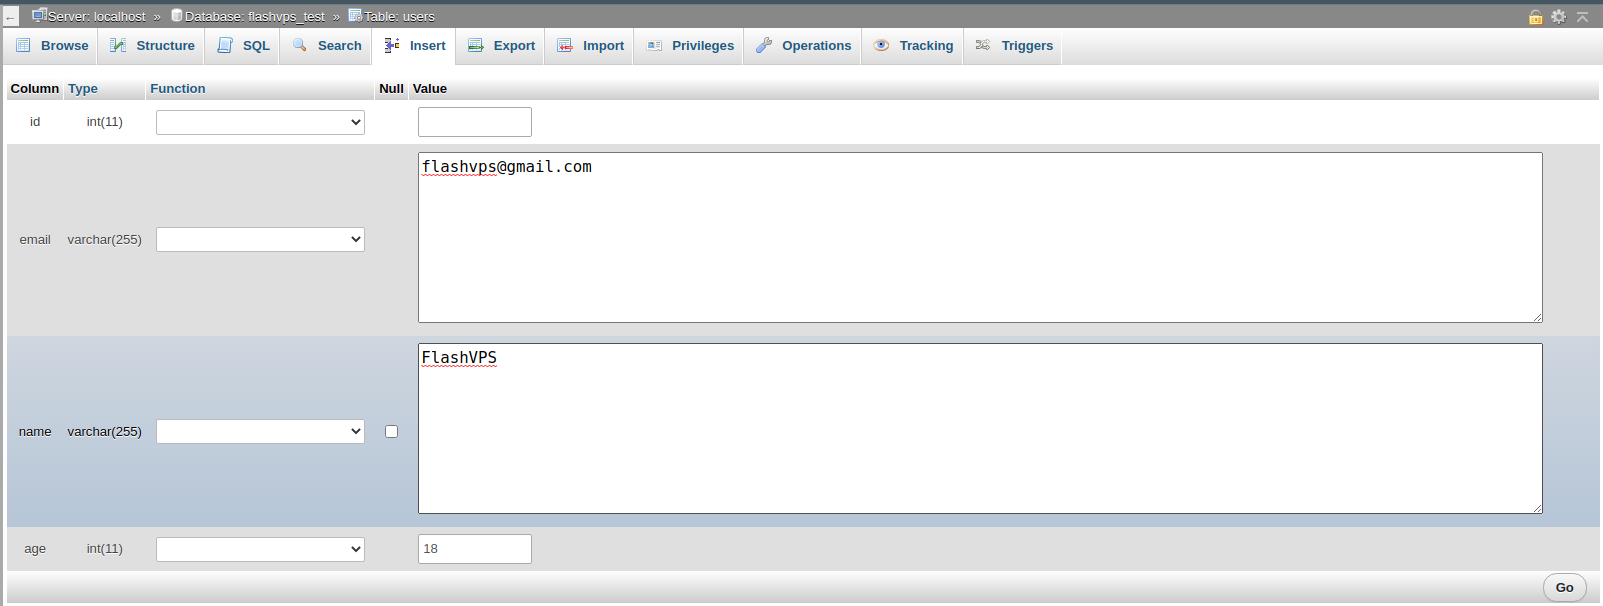 ← Server: localhost » Database: flashvps_test » Table: users
Browse Structure SQL Search Insert Export Import Privileges Operations Tracking Triggers
Column Type Function Null Value
id int(11)
flashvps@gmail.com
email varchar(255)
FlashVPS
name varchar(255)
age int(11) 18
Go